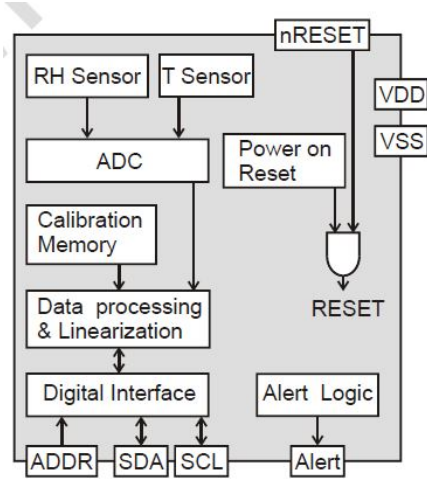 nRESET
RH Sensor
T Sensor
VDD
VSS
ADC
Power on
Reset
Calibration
Memory
RESET
Data processing
& Linearization
Digital Interface
Alert Logic
ADDR
SDA
SCL
Alert